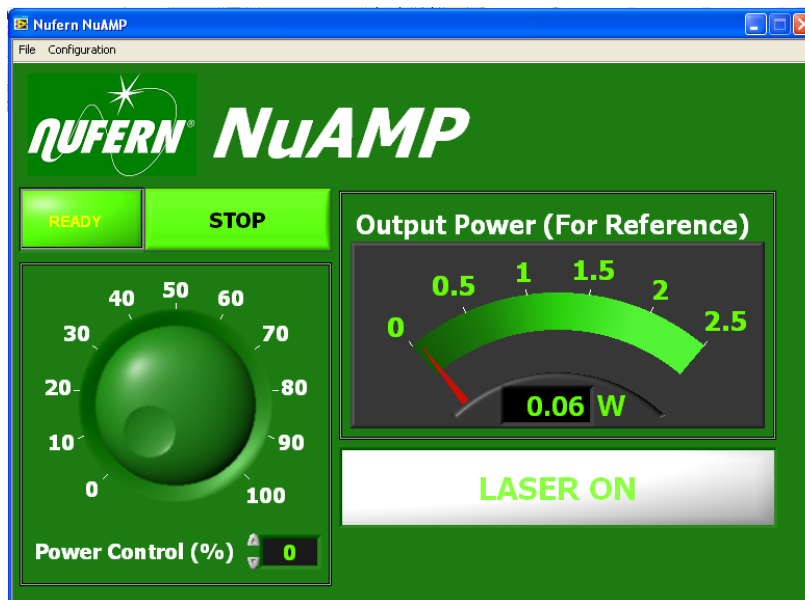 Nufern NuAMP
File Configuration
NUFERN® NuAMP
READY STOP
Output Power (For Reference)
0 0.5 1 1.5 2 2.5
0.06 W
0 10 20 30 40 50 60 70 80 90 100
Power Control (%) 0
LASER ON